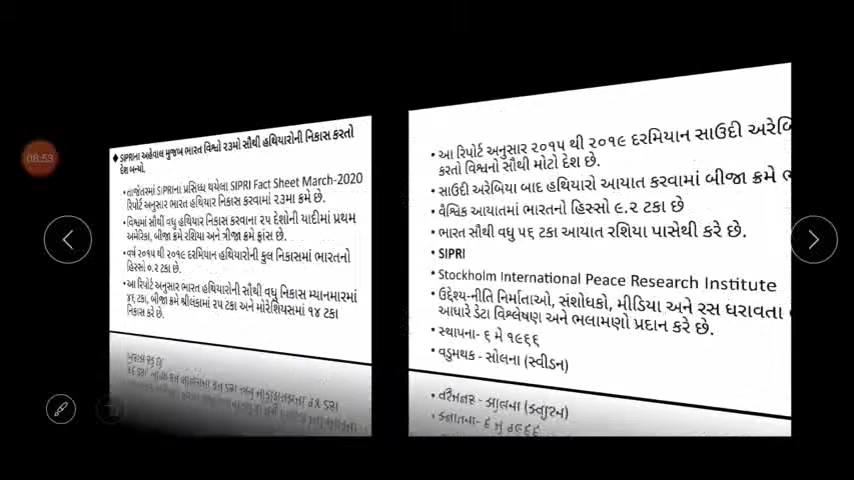 08:53
◆ SIPRIના અહેવાલ મુજબ ભારત વિશ્વો ૨૩મો સૌથી હથિયારોની નિકાસ કરતો
દેશ બન્યો.
• તાજેતરમાં SIPRIના પ્રસિધ્ધ થયેલા SIPRI Fact Sheet March-2020
રિપોર્ટ અનુસાર ભારત હથિયાર નિકાસ કરવામાં ૨૩મા ક્રમે છે.
• વિશ્વમાં સૌથી વધુ હથિયાર નિકાસ કરવાના ૨૫ દેશોની યાદીમાં પ્રથમ
અમેરિકા, બીજા ક્રમે રશિયા અને ત્રીજા ક્રમે ફ્રાંસ છે.
• વર્ષ ૨૦૧૫ થી ૨૦૧૯ દરમિયાન હથિયારોની કુલ નિકાસમાં ભારતનો
હિસ્સો ૦.૨ ટકા છે.
• આ રિપોર્ટ અનુસાર ભારત હથિયારોની સૌથી વધુ નિકાસ મ્યાનમારમાં
૪૬ ટકા, બીજા ક્રમે શ્રીલંકામાં ૨૫ ટકા અને મોરેશિયસમાં ૧૪ ટકા
નિકાસ કરે છે.
• આ રિપોર્ટ અનુસાર ૨૦૧૫ થી ૨૦૧૯ દરમિયાન સાઉદી અરેબિ
કરતો વિશ્વનો સૌથી મોટો દેશ છે.
• સાઉદી અરેબિયા બાદ હથિયારો આયાત કરવામાં બીજા ક્રમે ભ
• વૈશ્વિક આયાતમાં ભારતનો હિસ્સો ૯.૨ ટકા છે
• ભારત સૌથી વધુ ૫૬ ટકા આયાત રશિયા પાસેથી કરે છે.
• SIPRI
• Stockholm International Peace Research Institute
• ઉદ્દેશ્ય-નીતિ નિર્માતાઓ, સંશોધકો, મીડિયા અને રસ ધરાવતા
આધારે ડેટા વિશ્લેષણ અને ભલામણો પ્રદાન કરે છે.
• સ્થાપના- ૬ મે ૧૯૬૬
• વડુમથક - સોલના (સ્વીડન)